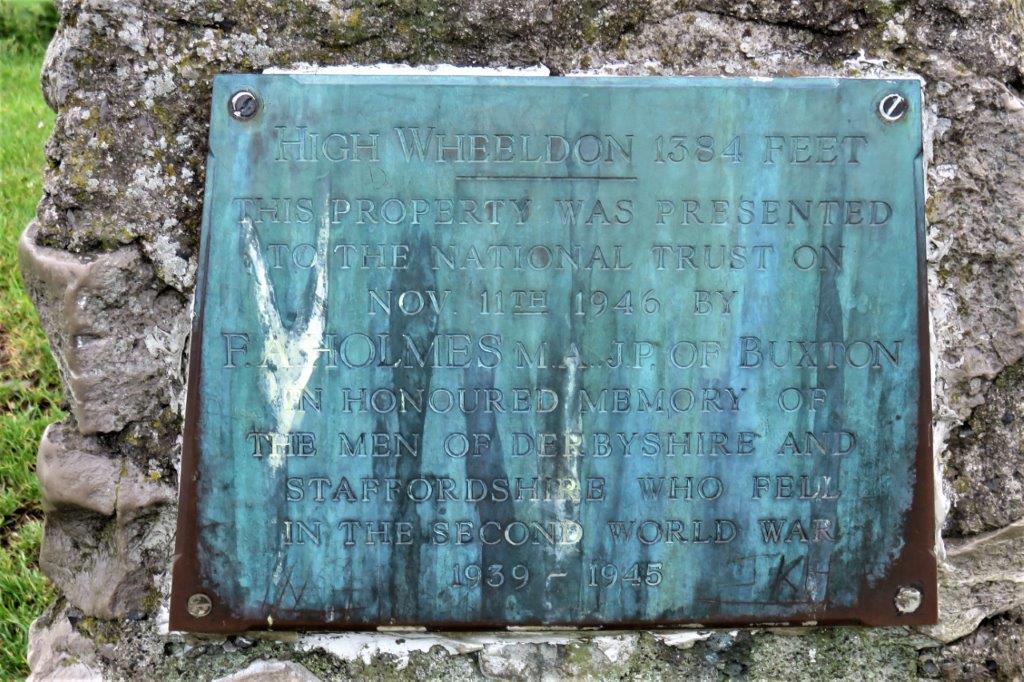 HIGH WHEELDON 1384 FEET
THIS PROPERTY WAS PRESENTED
TO THE NATIONAL TRUST ON
NOV. 11TH 1946 BY
F.A. HOLMES M.A. J.P. OF BUXTON
IN HONOURED MEMORY OF
THE MEN OF DERBYSHIRE AND
STAFFORDSHIRE WHO FELL
IN THE SECOND WORLD WAR
1939 – 1945